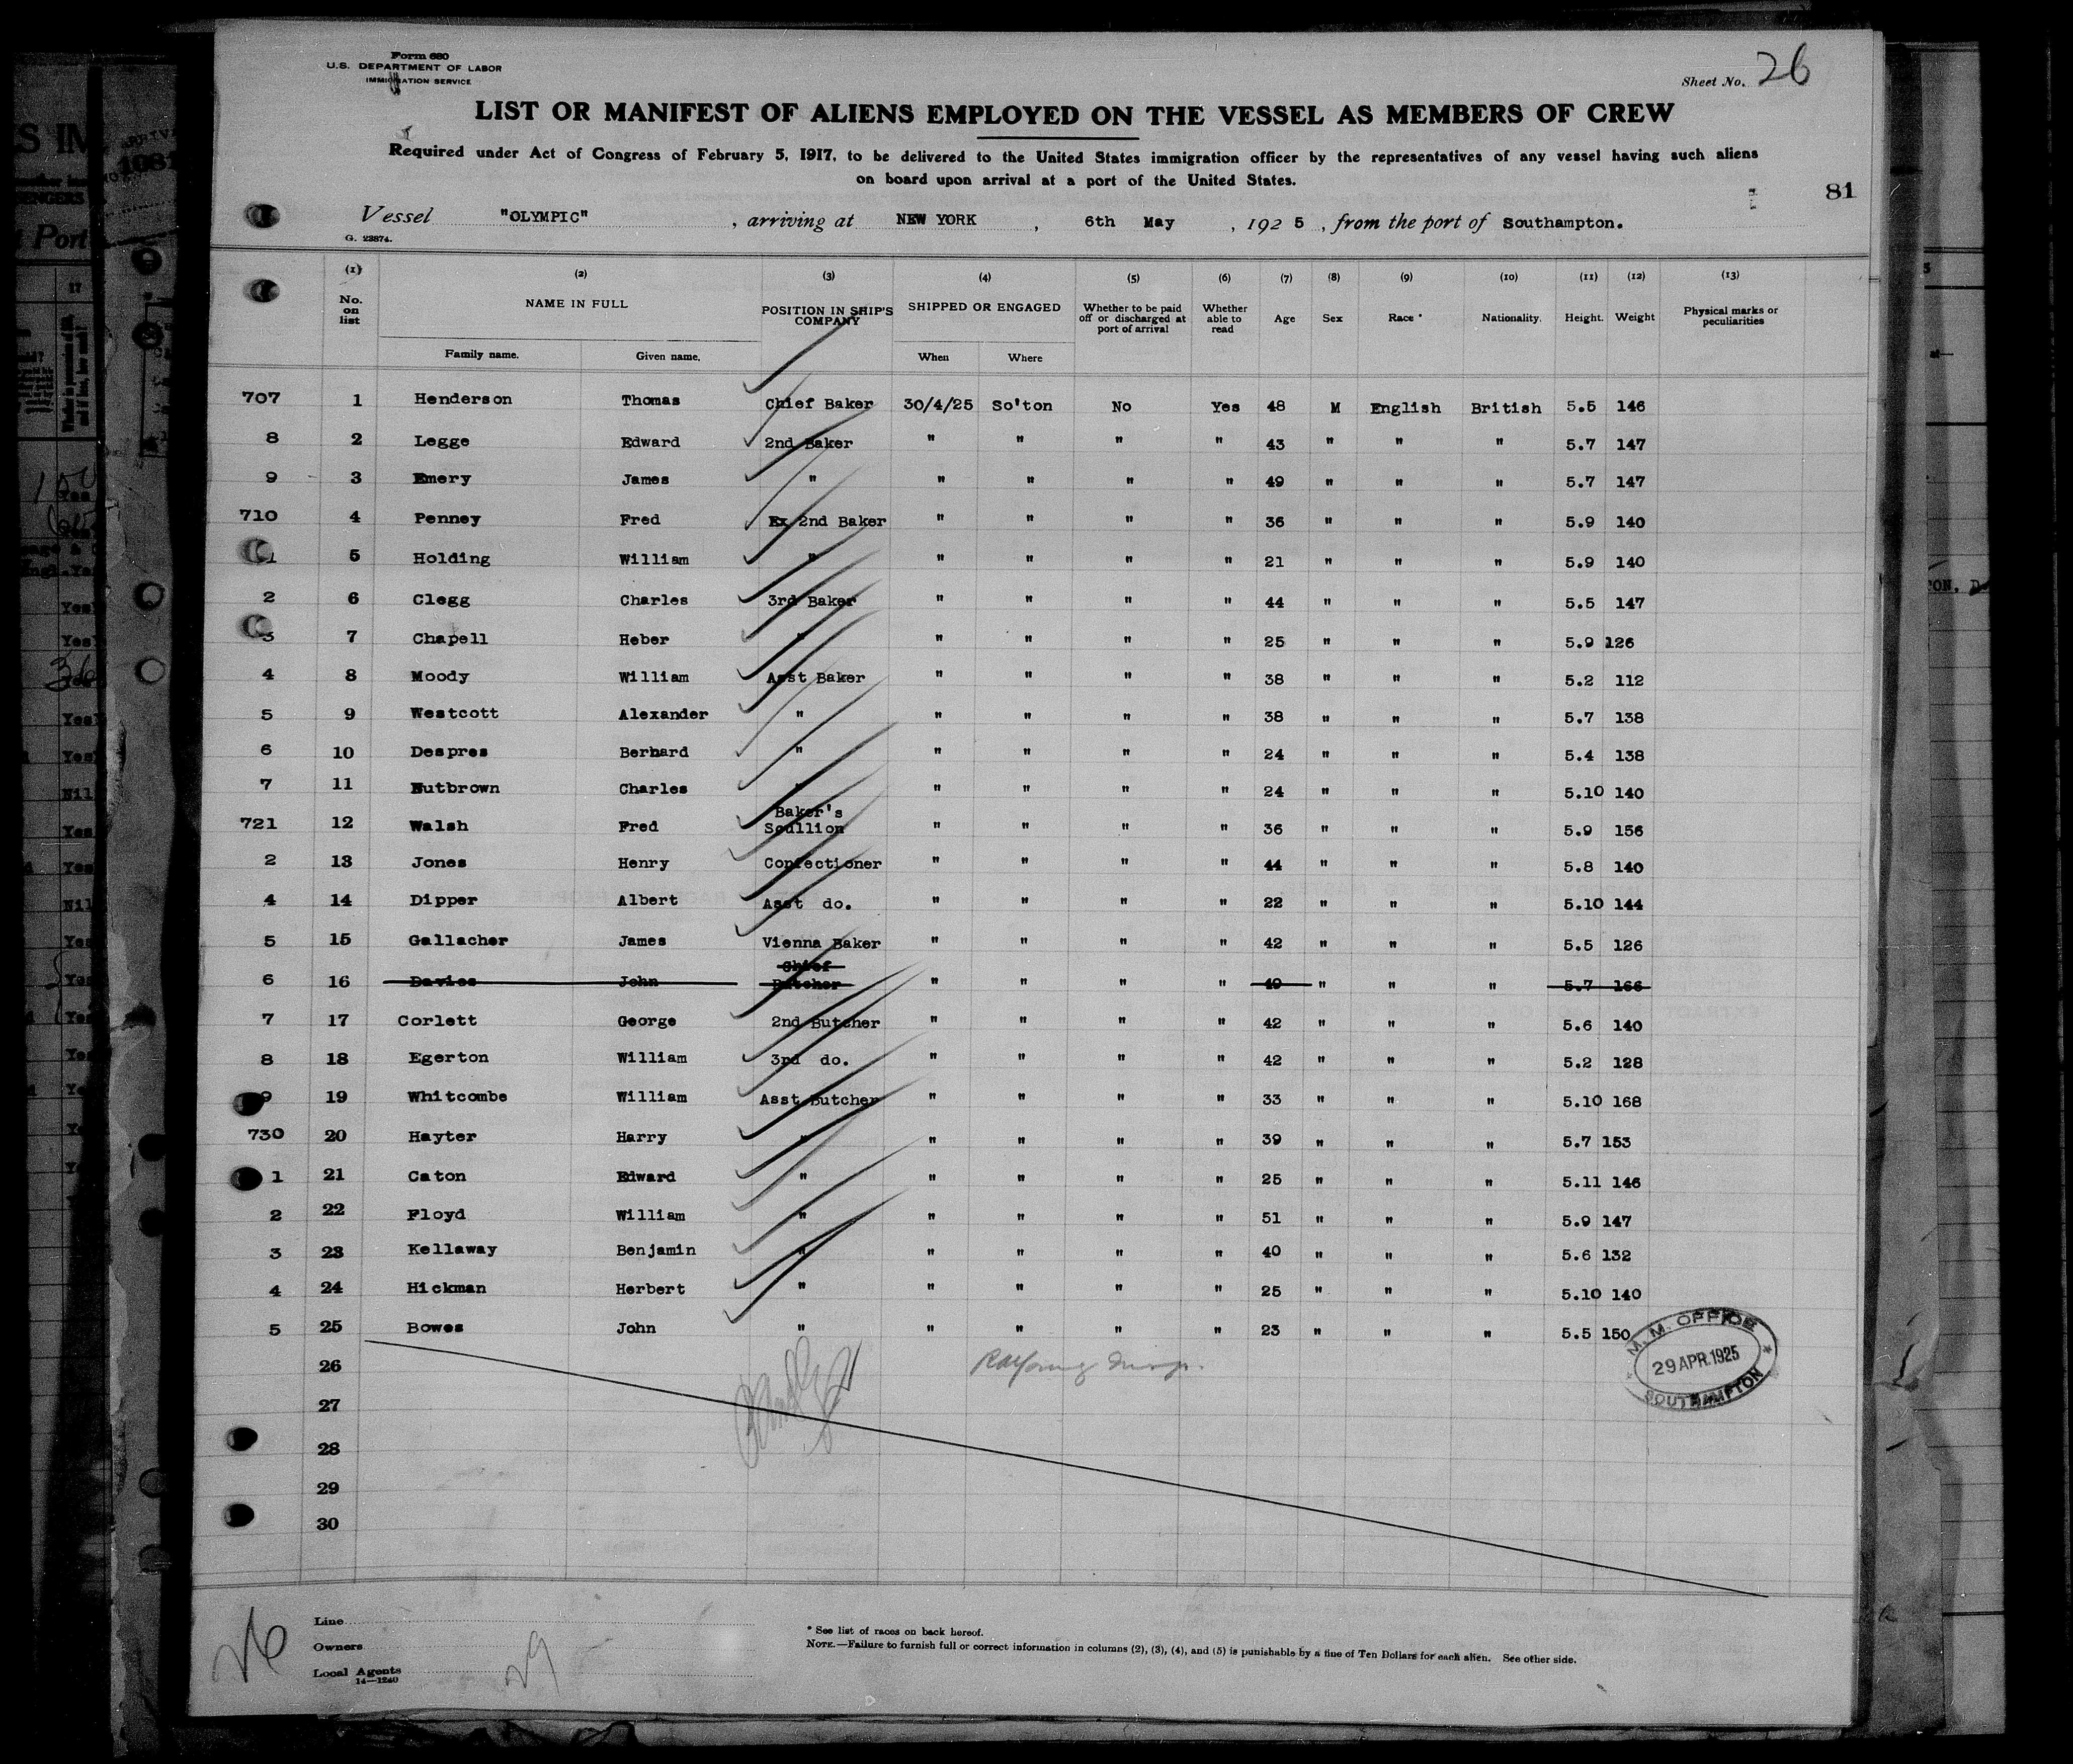 Form 680
U.S. DEPARTMENT OF LABOR
IMMIGRATION SERVICE
Sheet No. 26
LIST OR MANIFEST OF ALIENS EMPLOYED ON THE VESSEL AS MEMBERS OF CREW
Required under Act of Congress of February 5, 1917, to be delivered to the United States immigration officer by the representatives of any vessel having such aliens
on board upon arrival at a port of the United States.
81
Vessel "OLYMPIC", arriving at NEW YORK, 6th May, 1925, from the port of Southampton.
G. 23874.
(1) (2) (3) (4) (5) (6) (7) (8) (9) (10) (11) (12) (13)
No. on list NAME IN FULL POSITION IN SHIP'S COMPANY SHIPPED OR ENGAGED Whether to be paid off or discharged at port of arrival Whether able to read Age Sex Race * Nationality. Height. Weight Physical marks or peculiarities
Family name. Given name. When Where
707 1 Henderson Thomas Chief Baker 30/4/25 So'ton No Yes 48 M English British 5.5 146
8 2 Legge Edward 2nd Baker " " " " 43 " " " 5.7 147
9 3 Emery James " " " " " 49 " " " 5.7 147
710 4 Penney Fred Ex 2nd Baker " " " " 36 " " " 5.9 140
1 5 Holding William " " " " " 21 " " " 5.9 140
2 6 Clegg Charles 3rd Baker " " " " 44 " " " 5.5 147
3 7 Chapell Heber " " " " " 25 " " " 5.9 126
4 8 Moody William Asst Baker " " " " 38 " " " 5.2 112
5 9 Westcott Alexander " " " " " 38 " " " 5.7 138
6 10 Despres Bernard " " " " " 24 " " " 5.4 138
7 11 Nutbrown Charles " " " " " 24 " " " 5.10 140
721 12 Walsh Fred Baker's Scullion " " " " 36 " " " 5.9 156
2 13 Jones Henry Confectioner " " " " 44 " " " 5.8 140
4 14 Dipper Albert Asst do. " " " " 22 " " " 5.10 144
5 15 Gallacher James Vienna Baker " " " " 42 " " " 5.5 126
6 16 Davies John Chief Butcher " " " " 49 " " " 5.7 166
7 17 Corlett George 2nd Butcher " " " " 42 " " " 5.6 140
8 18 Egerton William 3rd do. " " " " 42 " " " 5.2 128
9 19 Whitcombe William Asst Butcher " " " " 33 " " " 5.10 168
730 20 Hayter Harry " " " " " 39 " " " 5.7 153
1 21 Caton Edward " " " " " 25 " " " 5.11 146
2 22 Floyd William " " " " " 51 " " " 5.9 147
3 23 Kellaway Benjamin " " " " " 40 " " " 5.6 132
4 24 Hickman Herbert " " " " " 25 " " " 5.10 140
5 25 Bowes John " " " " " 23 " " " 5.5 150
26
27
28
29
30
M. M. OFFICE
29 APR. 1925
SOUTHAMPTON
Line
Owners
Local Agents
14—1240
26
29
* See list of races on back hereof.
NOTE.—Failure to furnish full or correct information in columns (2), (3), (4), and (5) is punishable by a fine of Ten Dollars for each alien. See other side.